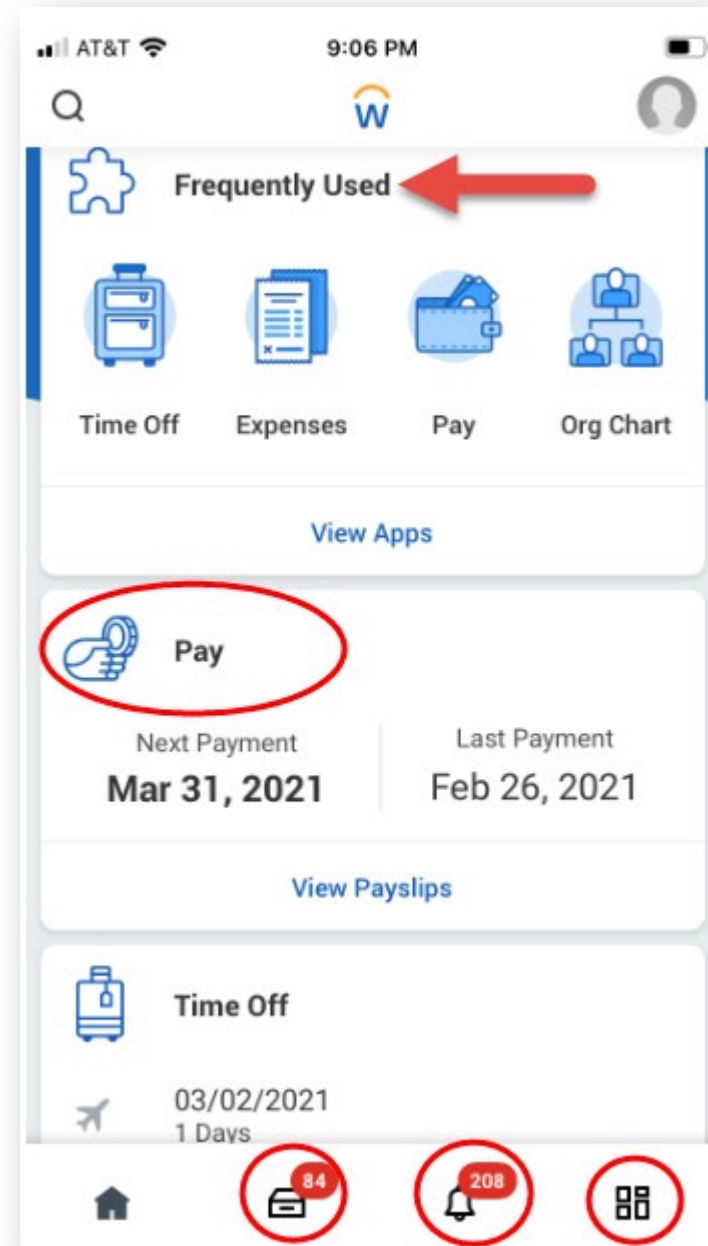 AT&T 9:06 PM
W
Frequently Used
Time Off Expenses Pay Org Chart
View Apps
Pay
Next Payment Last Payment
Mar 31, 2021 Feb 26, 2021
View Payslips
Time Off
03/02/2021
1 Days
84 208